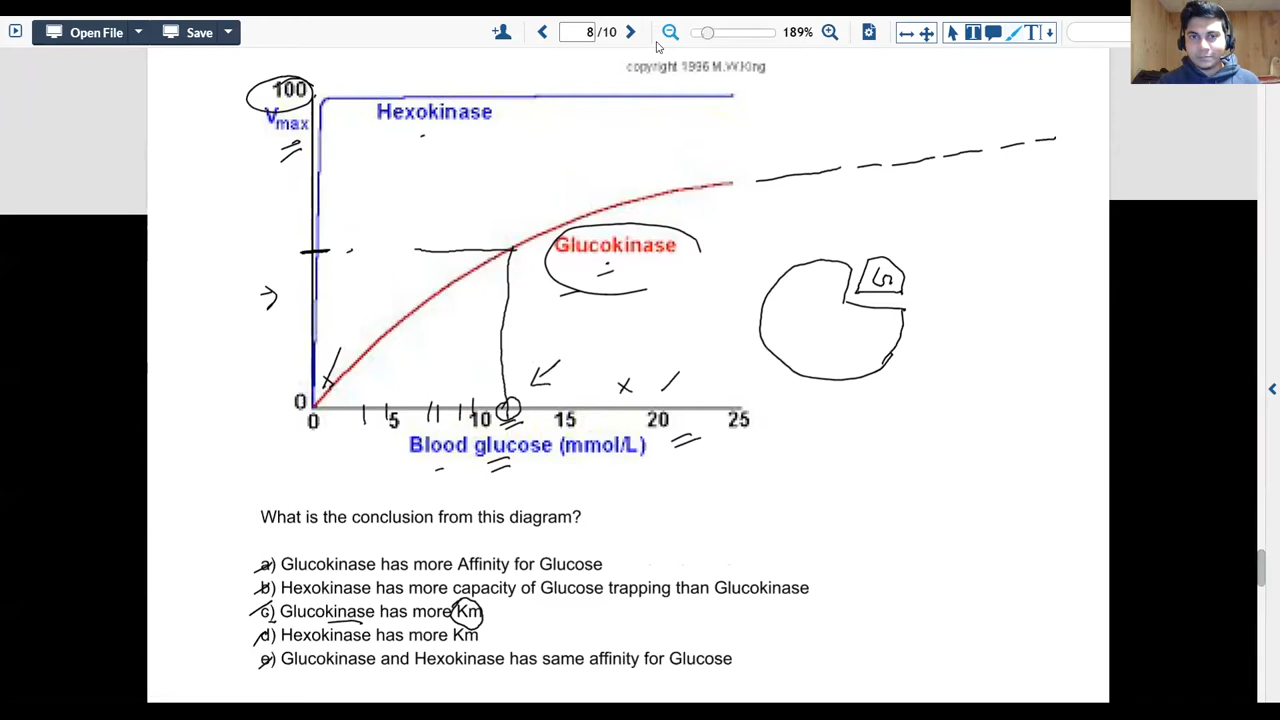 Open File Save 8 /10 189% T T
copyright 1996 M.W.King
100
Vmax
Hexokinase
Glucokinase
G
0
0 5 10 15 20 25
Blood glucose (mmol/L)
What is the conclusion from this diagram?
a) Glucokinase has more Affinity for Glucose
b) Hexokinase has more capacity of Glucose trapping than Glucokinase
c) Glucokinase has more Km
d) Hexokinase has more Km
e) Glucokinase and Hexokinase has same affinity for Glucose